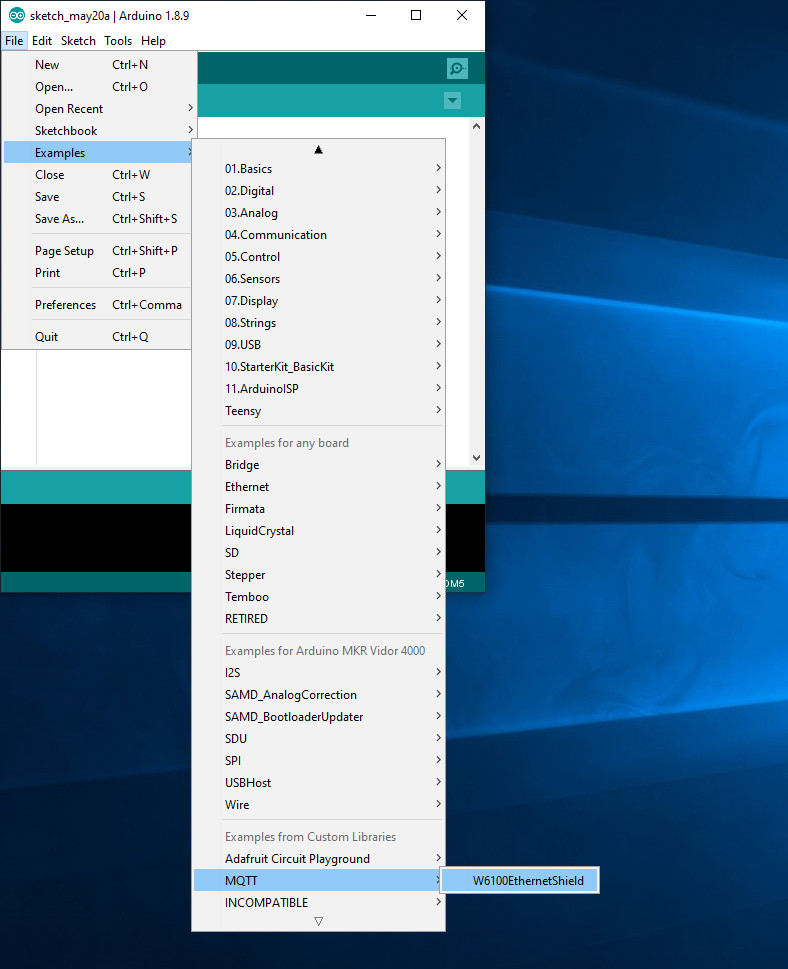 sketch_may20a | Arduino 1.8.9
File Edit Sketch Tools Help
New Ctrl+N
Open... Ctrl+O
Open Recent
Sketchbook
Examples
Close Ctrl+W
Save Ctrl+S
Save As... Ctrl+Shift+S
Page Setup Ctrl+Shift+P
Print Ctrl+P
Preferences Ctrl+Comma
Quit Ctrl+Q
01.Basics
02.Digital
03.Analog
04.Communication
05.Control
06.Sensors
07.Display
08.Strings
09.USB
10.StarterKit_BasicKit
11.ArduinoISP
Teensy
Examples for any board
Bridge
Ethernet
Firmata
LiquidCrystal
SD
Stepper
Temboo
RETIRED
Examples for Arduino MKR Vidor 4000
I2S
SAMD_AnalogCorrection
SAMD_BootloaderUpdater
SDU
SPI
USBHost
Wire
Examples from Custom Libraries
Adafruit Circuit Playground
MQTT
W6100EthernetShield
INCOMPATIBLE